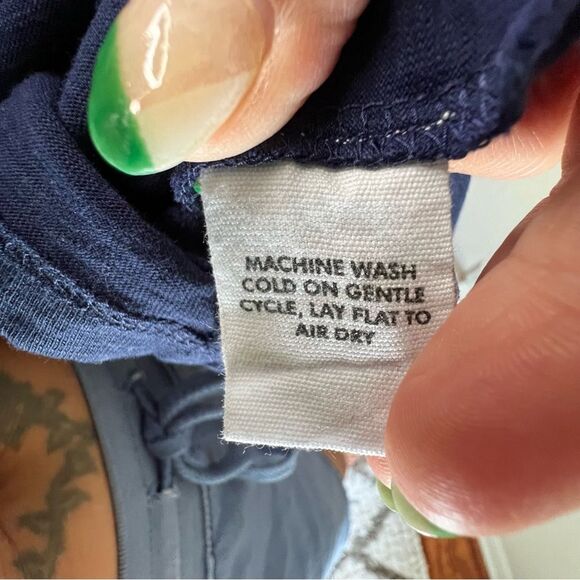 MACHINE WASH
COLD ON GENTLE
CYCLE, LAY FLAT TO
AIR DRY